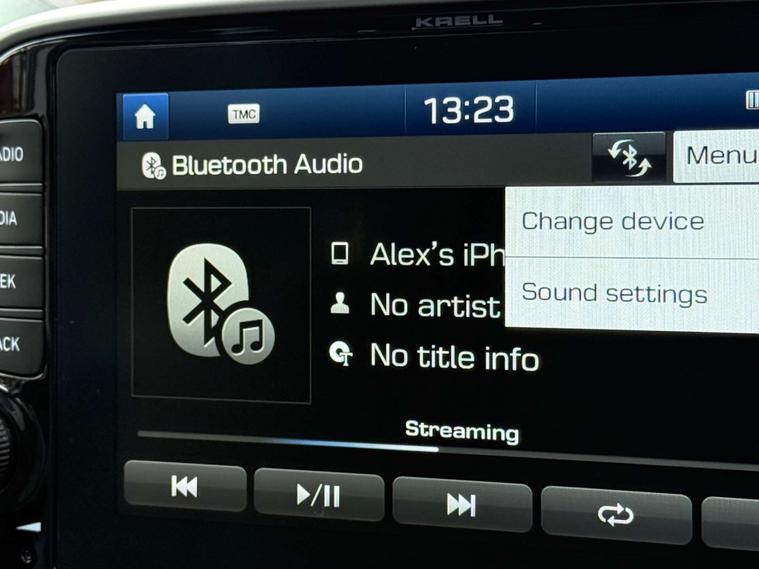 KRELL
TMC
13:23
ADIO
Bluetooth Audio
Menu
DIA
Change device
Alex's iPh
EK
Sound settings
No artist
ACK
No title info
Streaming